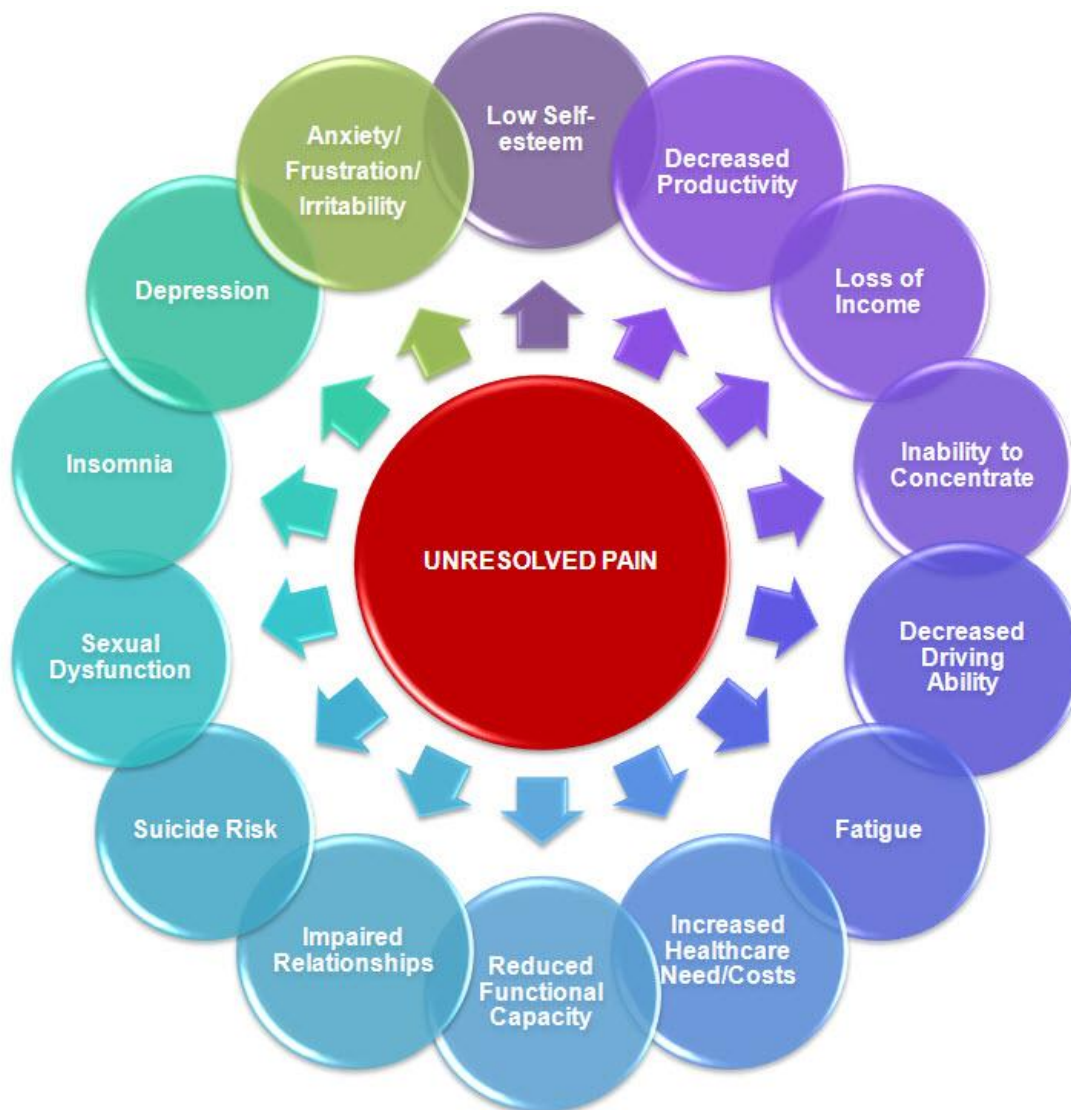 Low Self-
esteem
Decreased
Productivity
Loss of
Income
Inability to
Concentrate
Decreased
Driving
Ability
Fatigue
Increased
Healthcare
Need/Costs
Reduced
Functional
Capacity
Impaired
Relationships
Suicide Risk
Sexual
Dysfunction
Insomnia
Depression
Anxiety/
Frustration/
Irritability
UNRESOLVED PAIN